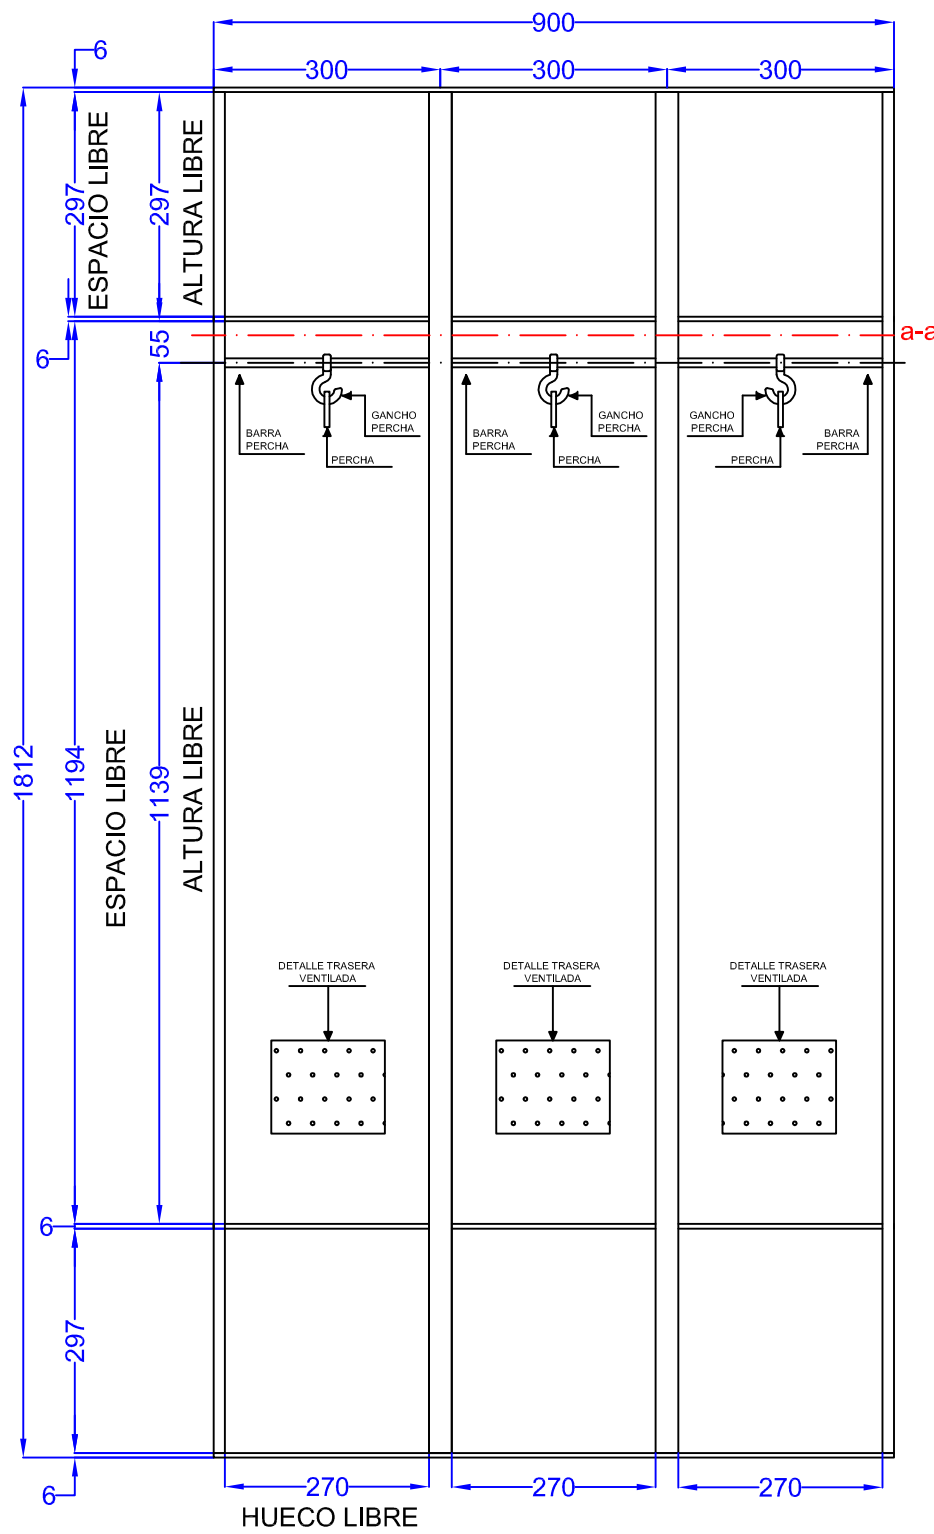 900
6
300
300
300
ESPACIO LIBRE
297
ALTURA LIBRE
297
6
55
a-a
BARRA
PERCHA
GANCHO
PERCHA
PERCHA
BARRA
PERCHA
GANCHO
PERCHA
PERCHA
GANCHO
PERCHA
BARRA
PERCHA
PERCHA
1812
1194
ESPACIO LIBRE
1139
ALTURA LIBRE
DETALLE TRASERA
VENTILADA
DETALLE TRASERA
VENTILADA
DETALLE TRASERA
VENTILADA
6
297
6
270
270
270
HUECO LIBRE